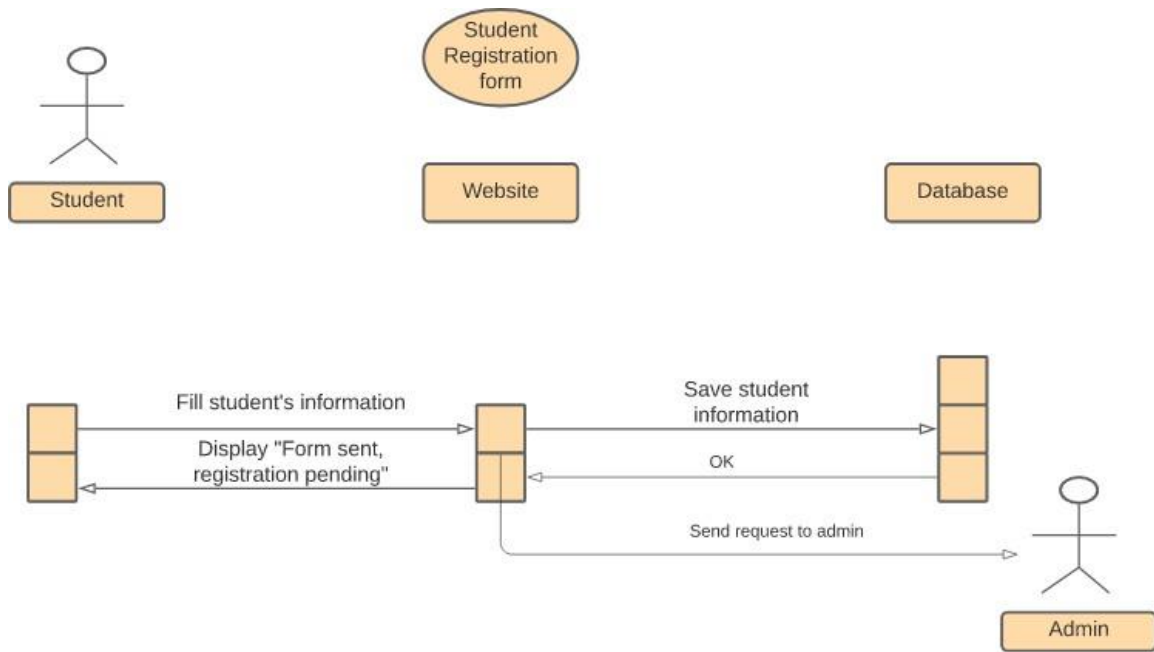 Student
Registration
form
Student
Website
Database
Fill student's information
Save student
information
Display "Form sent,
registration pending"
OK
Send request to admin
Admin